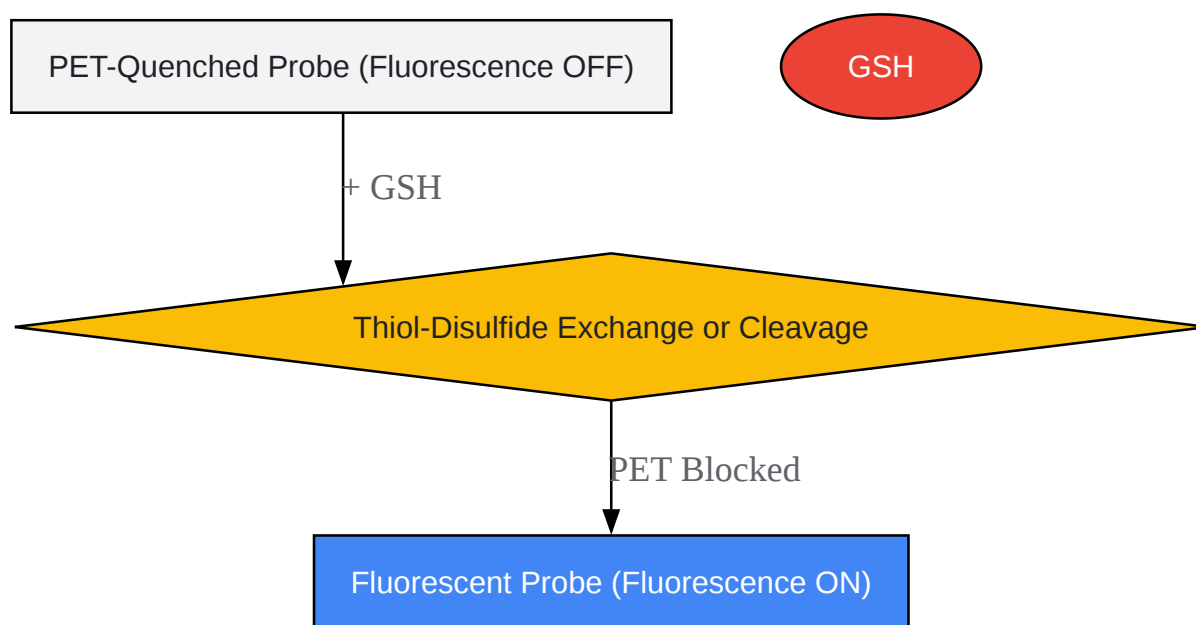 PET-Quenched Probe (Fluorescence OFF)
GSH
+ GSH
Thiol-Disulfide Exchange or Cleavage
PET Blocked
Fluorescent Probe (Fluorescence ON)